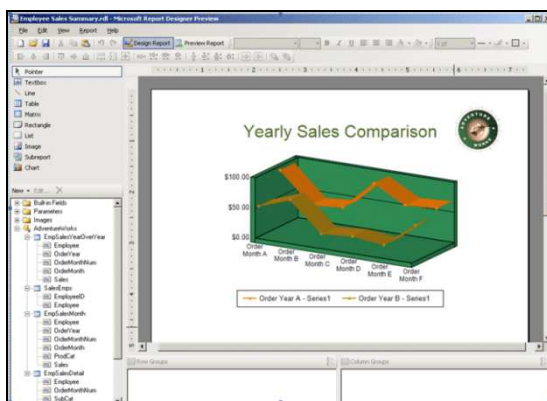 Employee Sales Summary.rdl - Microsoft Report Designer Preview
File Edit View Report Help
Design Report Preview Report
Pointer
Textbox
Line
Table
Matrix
Rectangle
List
Image
Subreport
Chart
New Edit...
Built-in Fields
Parameters
Images
AdventureWorks
EmpSalesYearOverYear
Employee
OrderYear
OrderMonthNum
OrderMonth
Sales
SalesEmps
EmployeeID
Employee
EmpSalesMonth
Employee
OrderYear
OrderMonthNum
OrderMonth
ProdCat
Sales
EmpSalesDetail
Employee
OrderMonthNum
SubCat
Yearly Sales Comparison
ADVENTURE WORKS
$100.00
$50.00
$0.00
Order Month A
Order Month B
Order Month C
Order Month D
Order Month E
Order Month F
Order Year A - Series1 Order Year B - Series1
Row Groups Column Groups